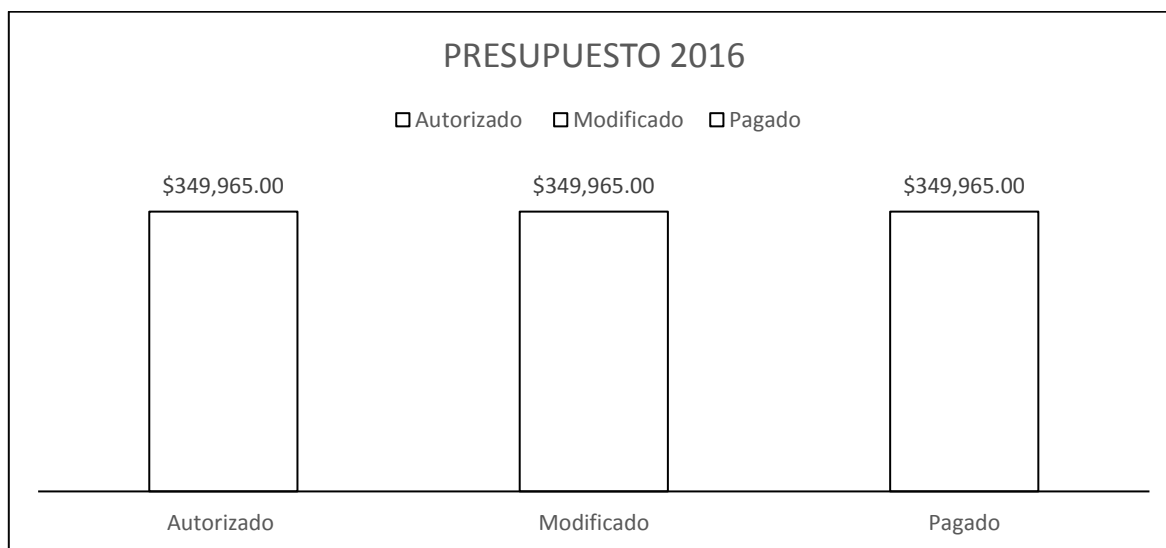 PRESUPUESTO 2016
Autorizado Modificado Pagado
$349,965.00 $349,965.00 $349,965.00
Autorizado Modificado Pagado